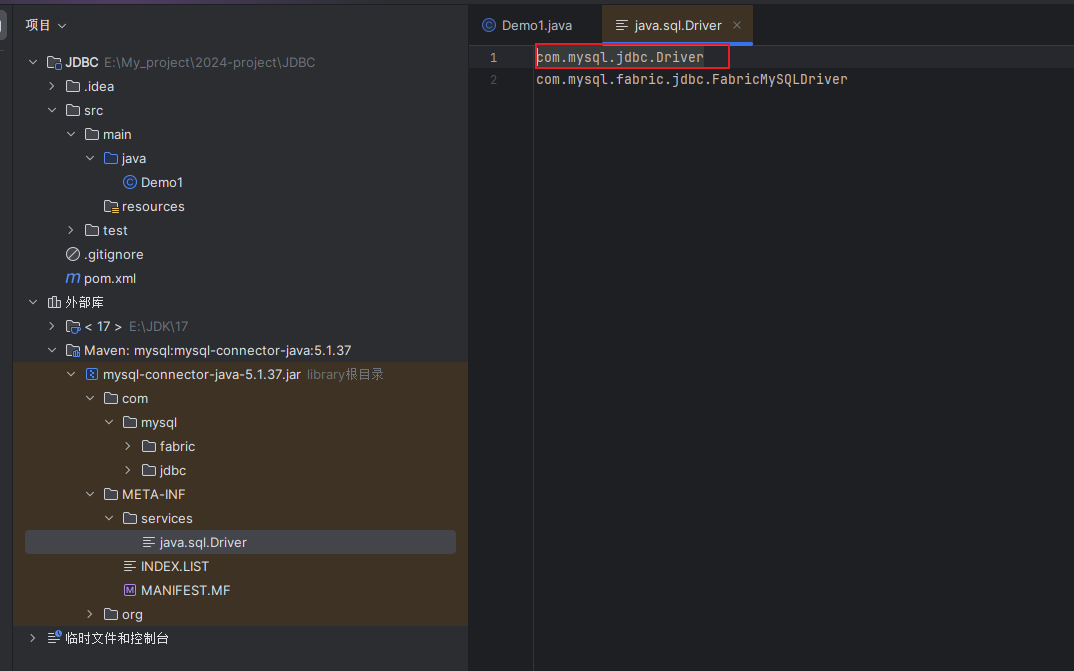 项目
JDBC E:\My_project\2024-project\JDBC
.idea
src
main
java
Demo1
resources
test
.gitignore
pom.xml
外部库
< 17 > E:\JDK\17
Maven: mysql:mysql-connector-java:5.1.37
mysql-connector-java-5.1.37.jar library根目录
com
mysql
fabric
jdbc
META-INF
services
java.sql.Driver
INDEX.LIST
MANIFEST.MF
org
临时文件和控制台
Demo1.java
java.sql.Driver
1 com.mysql.jdbc.Driver
2 com.mysql.fabric.jdbc.FabricMySQLDriver